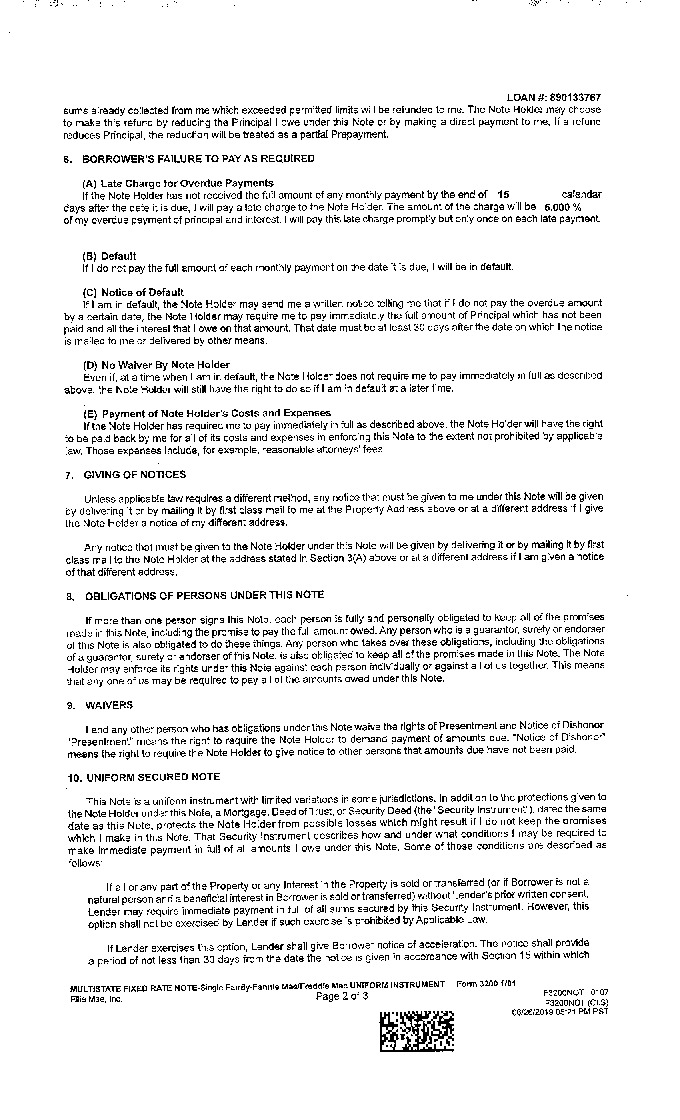 LOAN #: 890133767
sums already collected from me which exceeded permitted limits will be refunded to me. The Note Holder may choose
to make this refund by reducing the Principal I owe under this Note or by making a direct payment to me. If a refund
reduces Principal, the reduction will be treated as a partial Prepayment.
6. BORROWER'S FAILURE TO PAY AS REQUIRED
(A) Late Charge for Overdue Payments
If the Note Holder has not received the full amount of any monthly payment by the end of 15 calendar
days after the date it is due, I will pay a late charge to the Note Holder. The amount of the charge will be 5.000 %
of my overdue payment of principal and interest. I will pay this late charge promptly but only once on each late payment.
(B) Default
If I do not pay the full amount of each monthly payment on the date it is due, I will be in default.
(C) Notice of Default
If I am in default, the Note Holder may send me a written notice telling me that if I do not pay the overdue amount
by a certain date, the Note Holder may require me to pay immediately the full amount of Principal which has not been
paid and all the interest that I owe on that amount. That date must be at least 30 days after the date on which the notice
is mailed to me or delivered by other means.
(D) No Waiver By Note Holder
Even if, at a time when I am in default, the Note Holder does not require me to pay immediately in full as described
above, the Note Holder will still have the right to do so if I am in default at a later time.
(E) Payment of Note Holder's Costs and Expenses
If the Note Holder has required me to pay immediately in full as described above, the Note Holder will have the right
to be paid back by me for all of its costs and expenses in enforcing this Note to the extent not prohibited by applicable
law. Those expenses include, for example, reasonable attorneys' fees.
7. GIVING OF NOTICES
Unless applicable law requires a different method, any notice that must be given to me under this Note will be given
by delivering it or by mailing it by first class mail to me at the Property Address above or at a different address if I give
the Note Holder a notice of my different address.
Any notice that must be given to the Note Holder under this Note will be given by delivering it or by mailing it by first
class mail to the Note Holder at the address stated in Section 3(A) above or at a different address if I am given a notice
of that different address.
8. OBLIGATIONS OF PERSONS UNDER THIS NOTE
If more than one person signs this Note, each person is fully and personally obligated to keep all of the promises
made in this Note, including the promise to pay the full amount owed. Any person who is a guarantor, surety or endorser
of this Note is also obligated to do these things. Any person who takes over these obligations, including the obligations
of a guarantor, surety or endorser of this Note, is also obligated to keep all of the promises made in this Note. The Note
Holder may enforce its rights under this Note against each person individually or against all of us together. This means
that any one of us may be required to pay all of the amounts owed under this Note.
9. WAIVERS
I and any other person who has obligations under this Note waive the rights of Presentment and Notice of Dishonor.
"Presentment" means the right to require the Note Holder to demand payment of amounts due. "Notice of Dishonor"
means the right to require the Note Holder to give notice to other persons that amounts due have not been paid.
10. UNIFORM SECURED NOTE
This Note is a uniform instrument with limited variations in some jurisdictions. In addition to the protections given to
the Note Holder under this Note, a Mortgage, Deed of Trust, or Security Deed (the "Security Instrument"), dated the same
date as this Note, protects the Note Holder from possible losses which might result if I do not keep the promises
which I make in this Note. That Security Instrument describes how and under what conditions I may be required to
make immediate payment in full of all amounts I owe under this Note. Some of those conditions are described as
follows:
If all or any part of the Property or any Interest in the Property is sold or transferred (or if Borrower is not a
natural person and a beneficial interest in Borrower is sold or transferred) without Lender's prior written consent,
Lender may require immediate payment in full of all sums secured by this Security Instrument. However, this
option shall not be exercised by Lender if such exercise is prohibited by Applicable Law.
If Lender exercises this option, Lender shall give Borrower notice of acceleration. The notice shall provide
a period of not less than 30 days from the date the notice is given in accordance with Section 15 within which
MULTISTATE FIXED RATE NOTE-Single Family-Fannie Mae/Freddie Mac UNIFORM INSTRUMENT Form 3200 1/01
Ellie Mae, Inc. Page 2 of 3 F3200NOT 0107
F3200NOT (CLS)
06/26/2019 05:21 PM PST